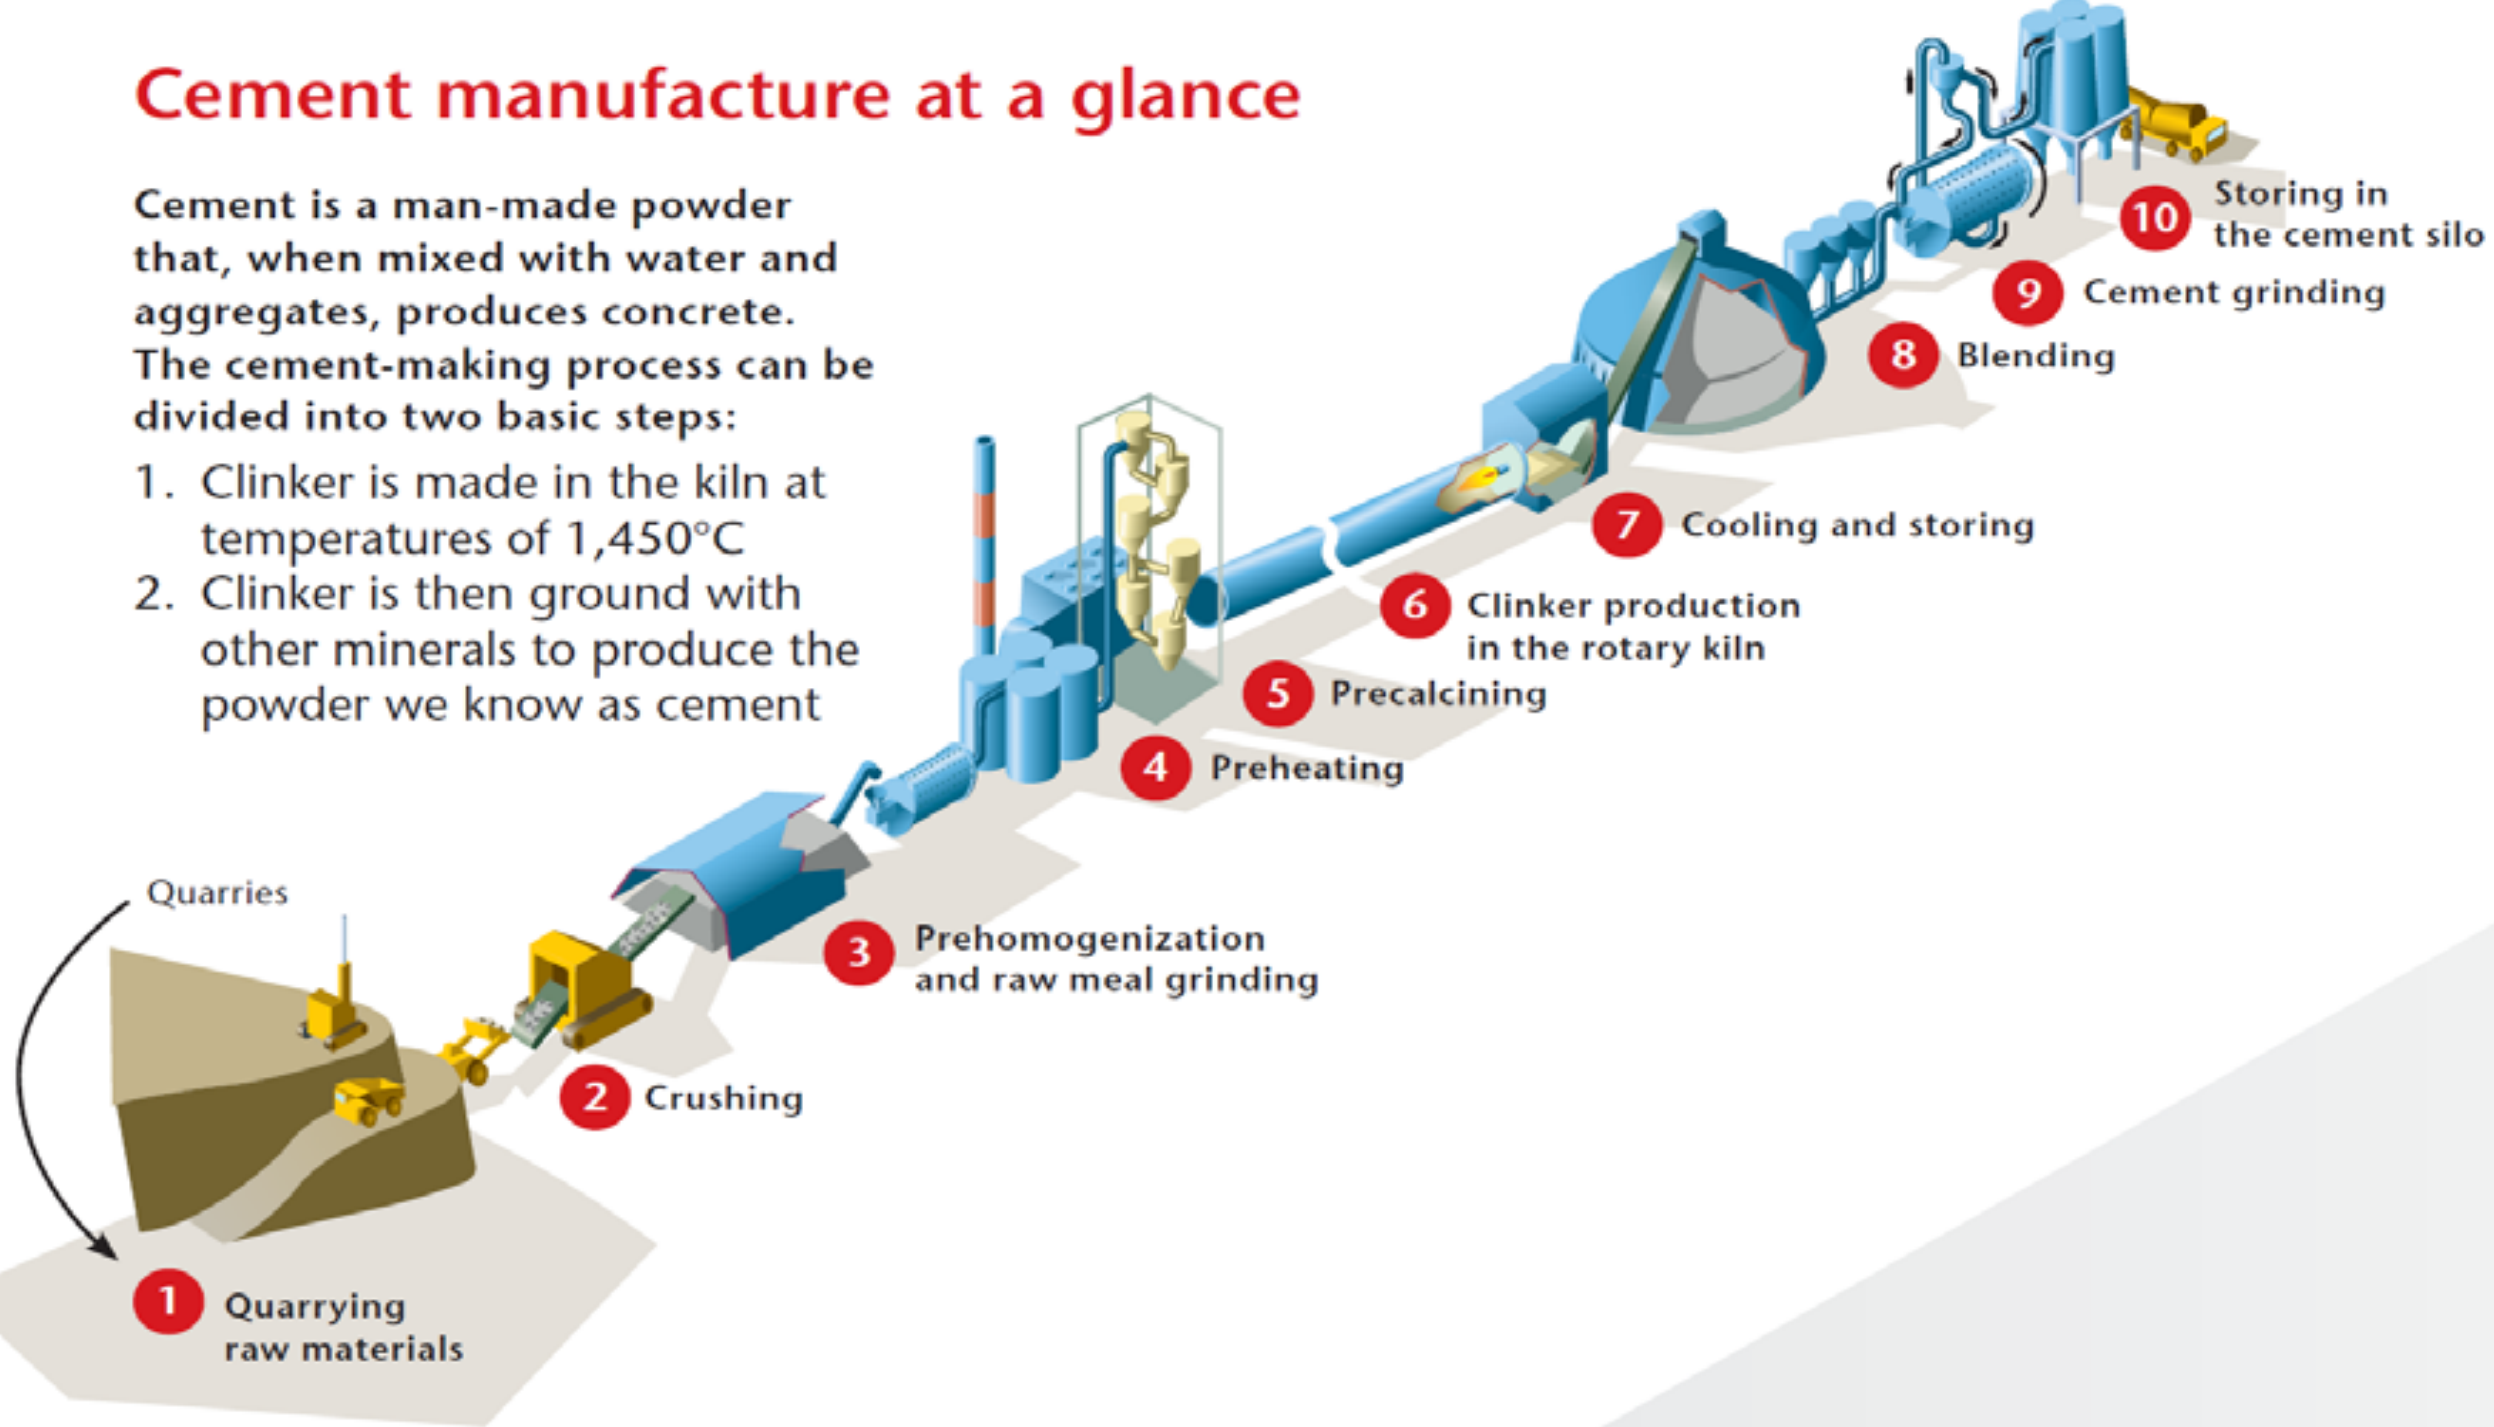 Cement manufacture at a glance
Cement is a man-made powder
that, when mixed with water and
aggregates, produces concrete.
The cement-making process can be
divided into two basic steps:
1. Clinker is made in the kiln at
temperatures of 1,450°C
2. Clinker is then ground with
other minerals to produce the
powder we know as cement
Quarries
1 Quarrying
raw materials
2 Crushing
3 Prehomogenization
and raw meal grinding
4 Preheating
5 Precalcining
6 Clinker production
in the rotary kiln
7 Cooling and storing
8 Blending
9 Cement grinding
10 Storing in
the cement silo